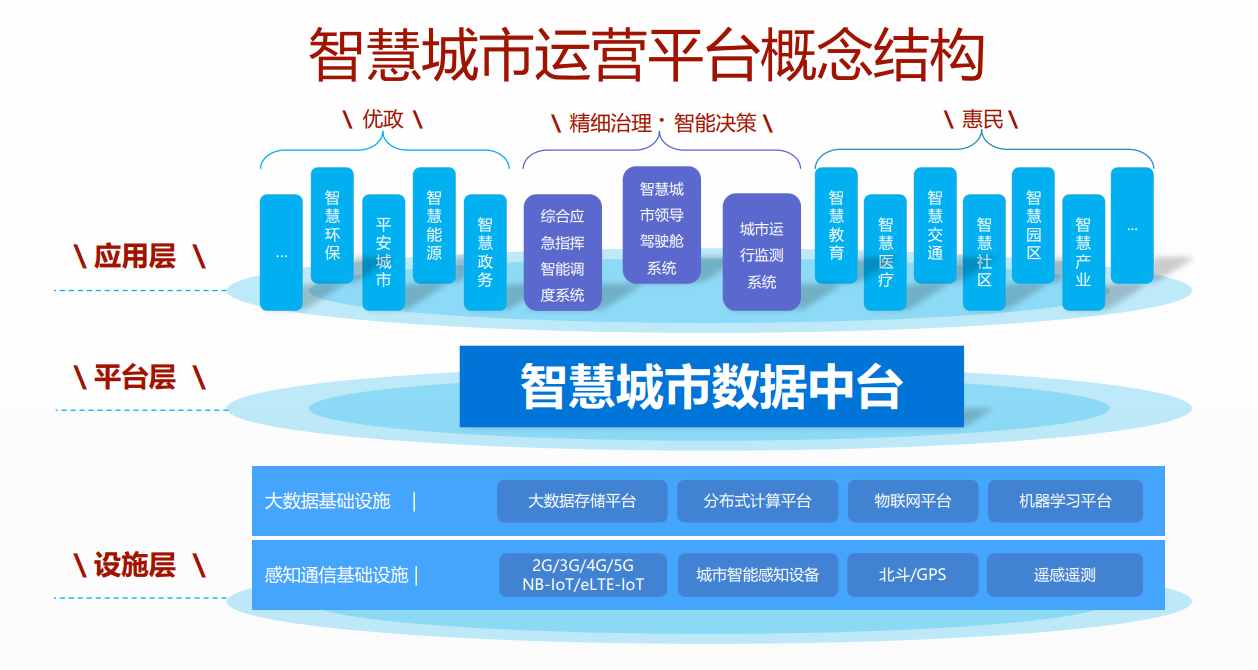 智慧城市运营平台概念结构
\ 优政 \
\ 精细治理·智能决策 \
\ 惠民 \
\ 应用层 \
...
智慧环保
平安城市
智慧能源
智慧政务
综合应
急指挥
智能调
度系统
智慧城
市领导
驾驶舱
系统
城市运
行监测
系统
智慧教育
智慧医疗
智慧交通
智慧社区
智慧园区
智慧产业
...
\ 平台层 \
智慧城市数据中台
\ 设施层 \
大数据基础设施 |
大数据存储平台
分布式计算平台
物联网平台
机器学习平台
感知通信基础设施 |
2G/3G/4G/5G
NB-IoT/eLTE-IoT
城市智能感知设备
北斗/GPS
遥感遥测